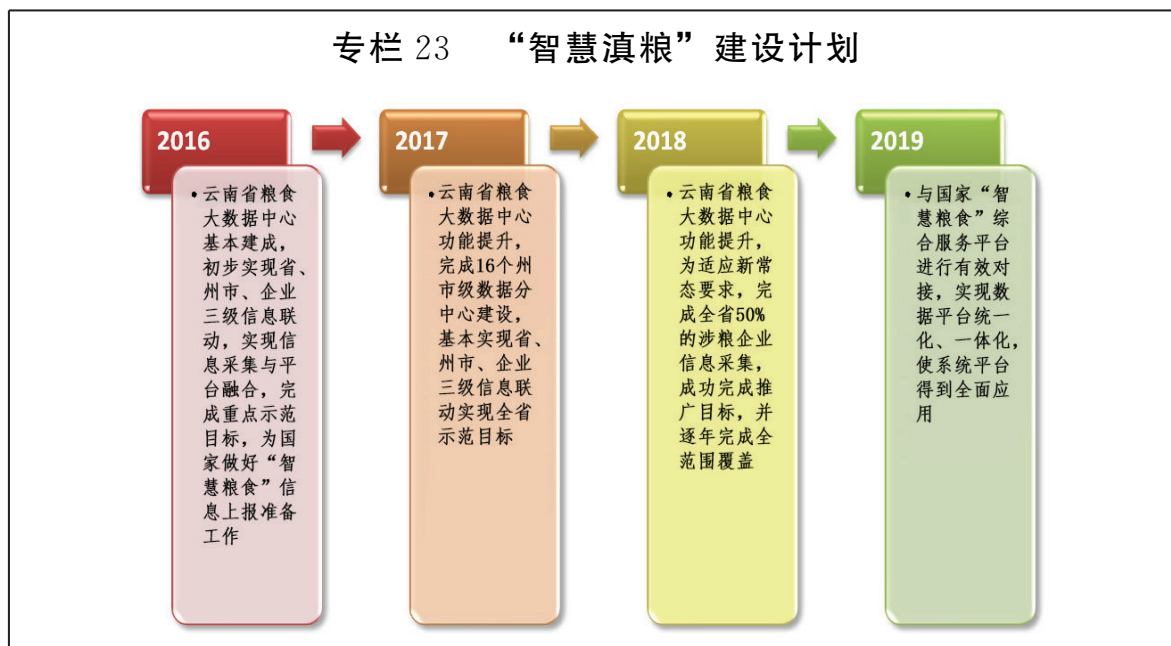 专栏 23 “智慧滇粮”建设计划
2016
•云南省粮食
大数据中心
基本建成，
初步实现省、
州市、企业
三级信息联
动，实现信
息采集与平
台融合，完
成重点示范
目标，为国
家做好“智
慧粮食”信
息上报准备
工作
2017
•云南省粮食
大数据中心
功能提升，
完成16个州
市级数据分
中心建设，
基本实现省、
州市、企业
三级信息联
动实现全省
示范目标
2018
•云南省粮食
大数据中心
功能提升，
为适应新常
态要求，完
成全省50%
的涉粮企业
信息采集，
成功完成推
广目标，并
逐年完成全
范围覆盖
2019
•与国家“智
慧粮食”综
合服务平台
进行有效对
接，实现数
据平台统一
化、一体化，
使系统平台
得到全面应
用